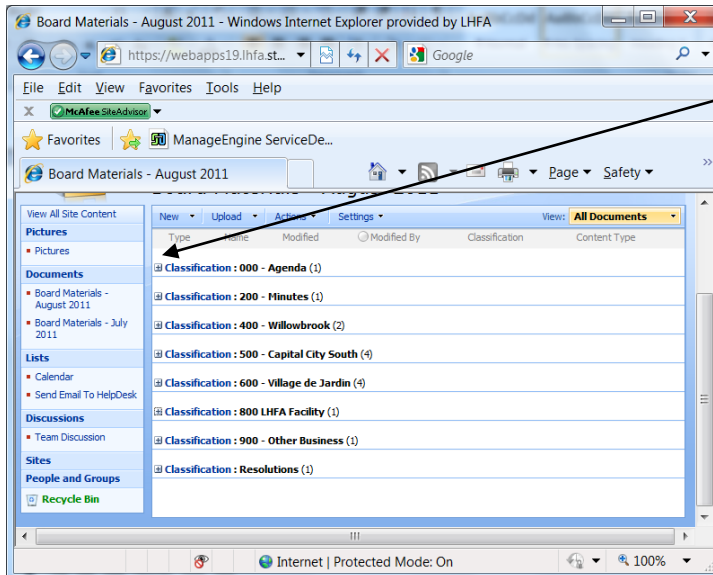 Board Materials - August 2011 - Windows Internet Explorer provided by LHFA
https://webapps19.lhfa.st... Google
File Edit View Favorites Tools Help
X McAfee SiteAdvisor
Favorites ManageEngine ServiceDe...
Board Materials - August 2011 Page Safety »
View All Site Content
Pictures
Pictures
Documents
Board Materials - August 2011
Board Materials - July 2011
Lists
Calendar
Send Email To HelpDesk
Discussions
Team Discussion
Sites
People and Groups
Recycle Bin
New Upload Actions Settings View: All Documents
Type Name Modified Modified By Classification Content Type
Classification : 000 - Agenda (1)
Classification : 200 - Minutes (1)
Classification : 400 - Willowbrook (2)
Classification : 500 - Capital City South (4)
Classification : 600 - Village de Jardin (4)
Classification : 800 LHFA Facility (1)
Classification : 900 - Other Business (1)
Classification : Resolutions (1)
Internet | Protected Mode: On 100%